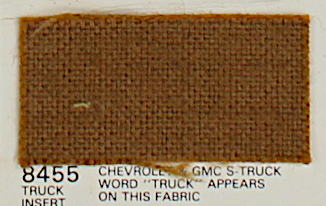 8455 CHEVROLET GMC S-TRUCK
TRUCK WORD "TRUCK" APPEARS
INSERT ON THIS FABRIC